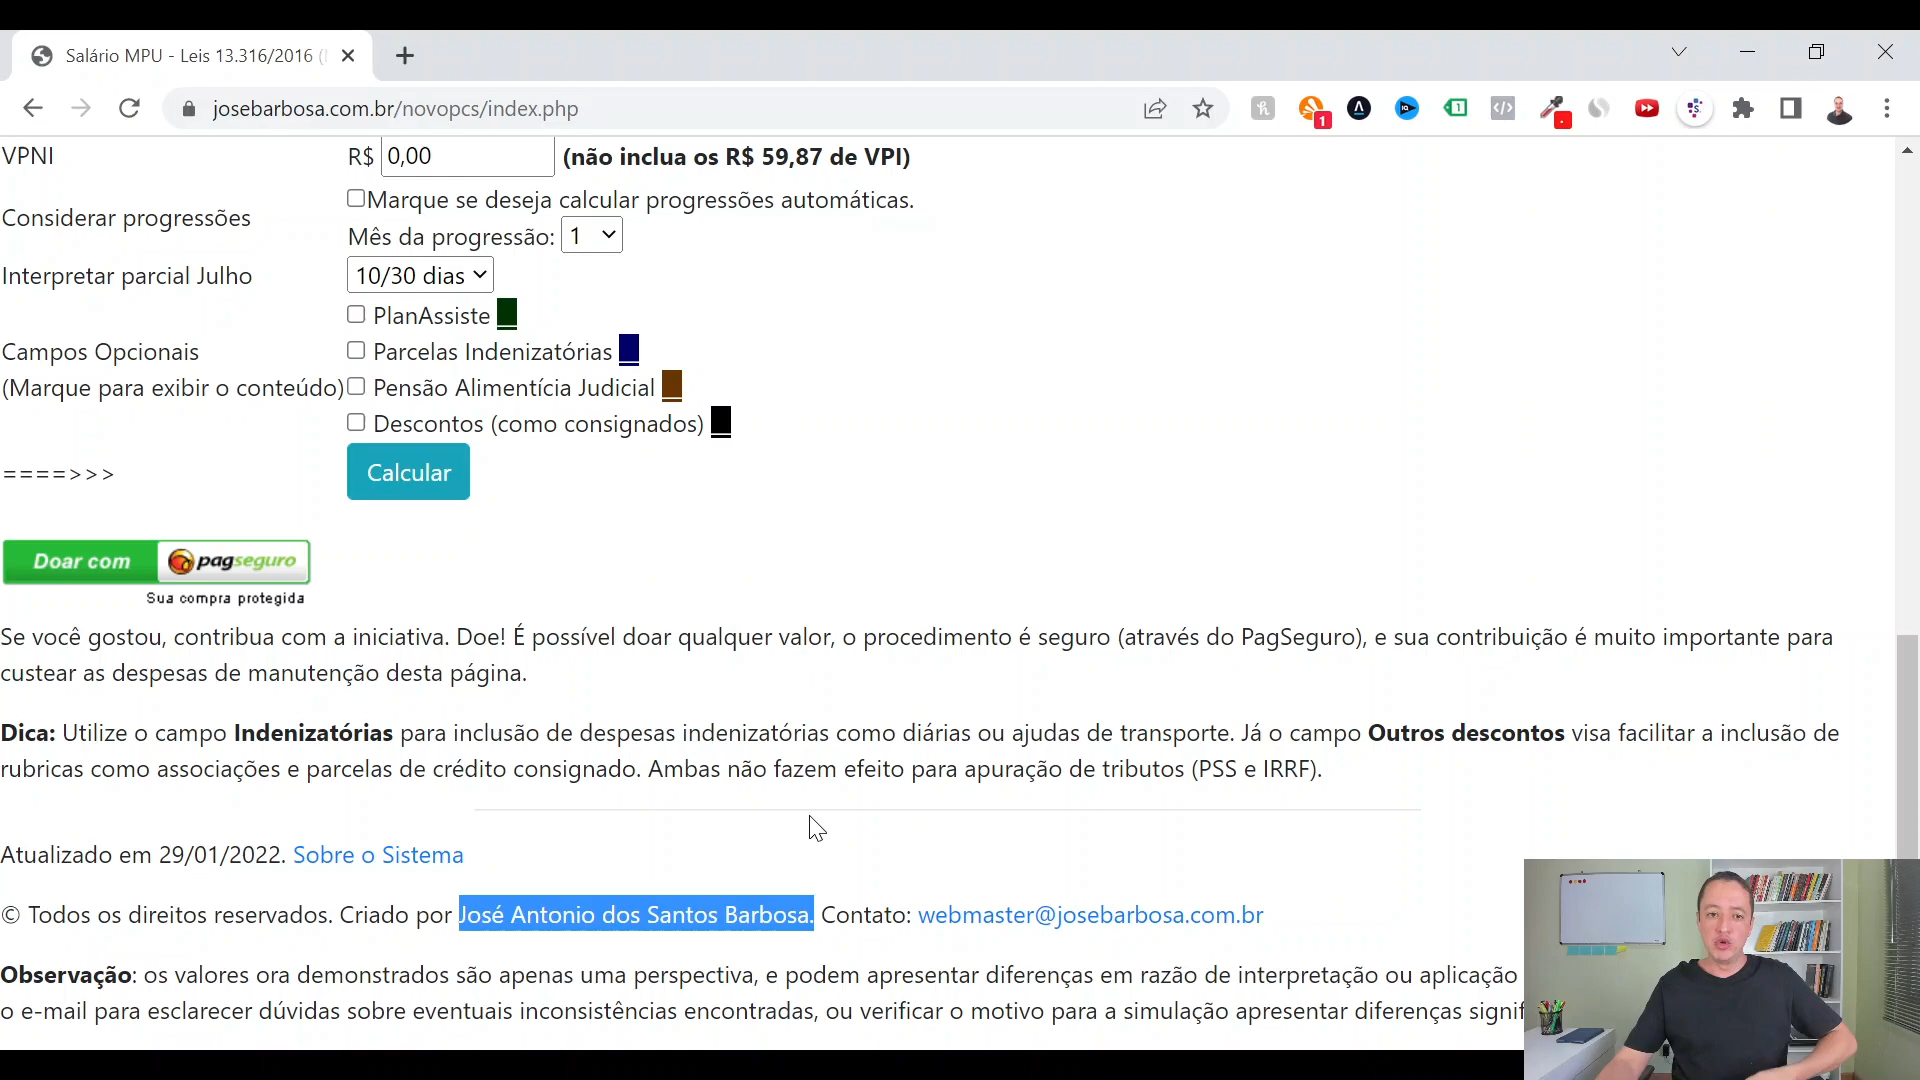 Salário MPU - Leis 13.316/2016
josebarbosa.com.br/novopcs/index.php
1
VPNI
R$ 0,00 (não inclua os R$ 59,87 de VPI)
Considerar progressões
Marque se deseja calcular progressões automáticas.
Mês da progressão: 1
Interpretar parcial Julho
10/30 dias
PlanAssiste
Campos Opcionais
Parcelas Indenizatórias
(Marque para exibir o conteúdo)
Pensão Alimentícia Judicial
Descontos (como consignados)
====>>>
Calcular
Doar com pagseguro
Sua compra protegida
Se você gostou, contribua com a iniciativa. Doe! É possível doar qualquer valor, o procedimento é seguro (através do PagSeguro), e sua contribuição é muito importante para
custear as despesas de manutenção desta página.
Dica: Utilize o campo Indenizatórias para inclusão de despesas indenizatórias como diárias ou ajudas de transporte. Já o campo Outros descontos visa facilitar a inclusão de
rubricas como associações e parcelas de crédito consignado. Ambas não fazem efeito para apuração de tributos (PSS e IRRF).
Atualizado em 29/01/2022. Sobre o Sistema
© Todos os direitos reservados. Criado por José Antonio dos Santos Barbosa. Contato: webmaster@josebarbosa.com.br
Observação: os valores ora demonstrados são apenas uma perspectiva, e podem apresentar diferenças em razão de interpretação ou aplicação
o e-mail para esclarecer dúvidas sobre eventuais inconsistências encontradas, ou verificar o motivo para a simulação apresentar diferenças signif